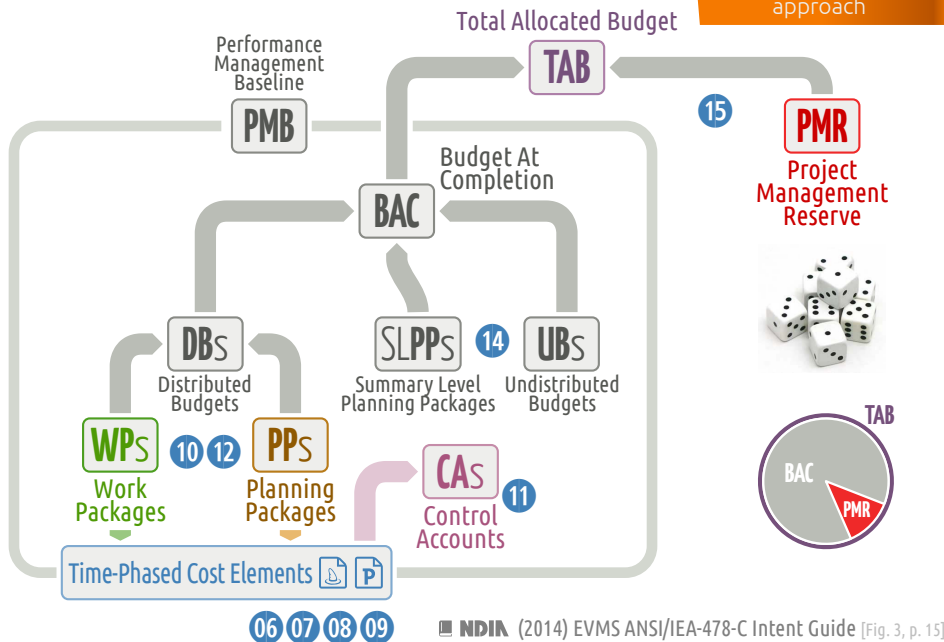 approach
Total Allocated Budget
TAB
Performance
Management
Baseline
PMB
15
PMR
Project
Management
Reserve
Budget At
Completion
BAC
DBs
Distributed
Budgets
SLPPs
14
Summary Level
Planning Packages
UBs
Undistributed
Budgets
WPs
Work
Packages
10 12
PPs
Planning
Packages
CAs
11
Control
Accounts
TAB
BAC
PMR
Time-Phased Cost Elements
P
06 07 08 09
NDIA (2014) EVMS ANSI/IEA-478-C Intent Guide [Fig. 3, p. 15]